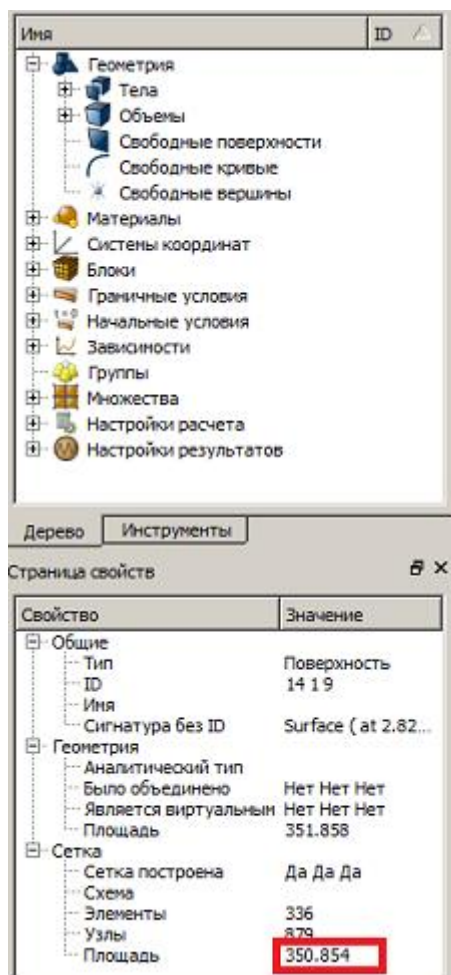 Имя ID
Геометрия
Тела
Объемы
Свободные поверхности
Свободные кривые
Свободные вершины
Материалы
Системы координат
Блоки
Граничные условия
t=0
Начальные условия
Зависимости
Группы
Множества
Настройки расчета
Настройки результатов
Дерево Инструменты
Страница свойств
Свойство Значение
Общие
Тип Поверхность
ID 14 1 9
Имя
Сигнатура без ID Surface ( at 2.82...
Геометрия
Аналитический тип
Было объединено Нет Нет Нет
Является виртуальным Нет Нет Нет
Площадь 351.858
Сетка
Сетка построена Да Да Да
Схема
Элементы 336
Узлы 879
Площадь 350.854